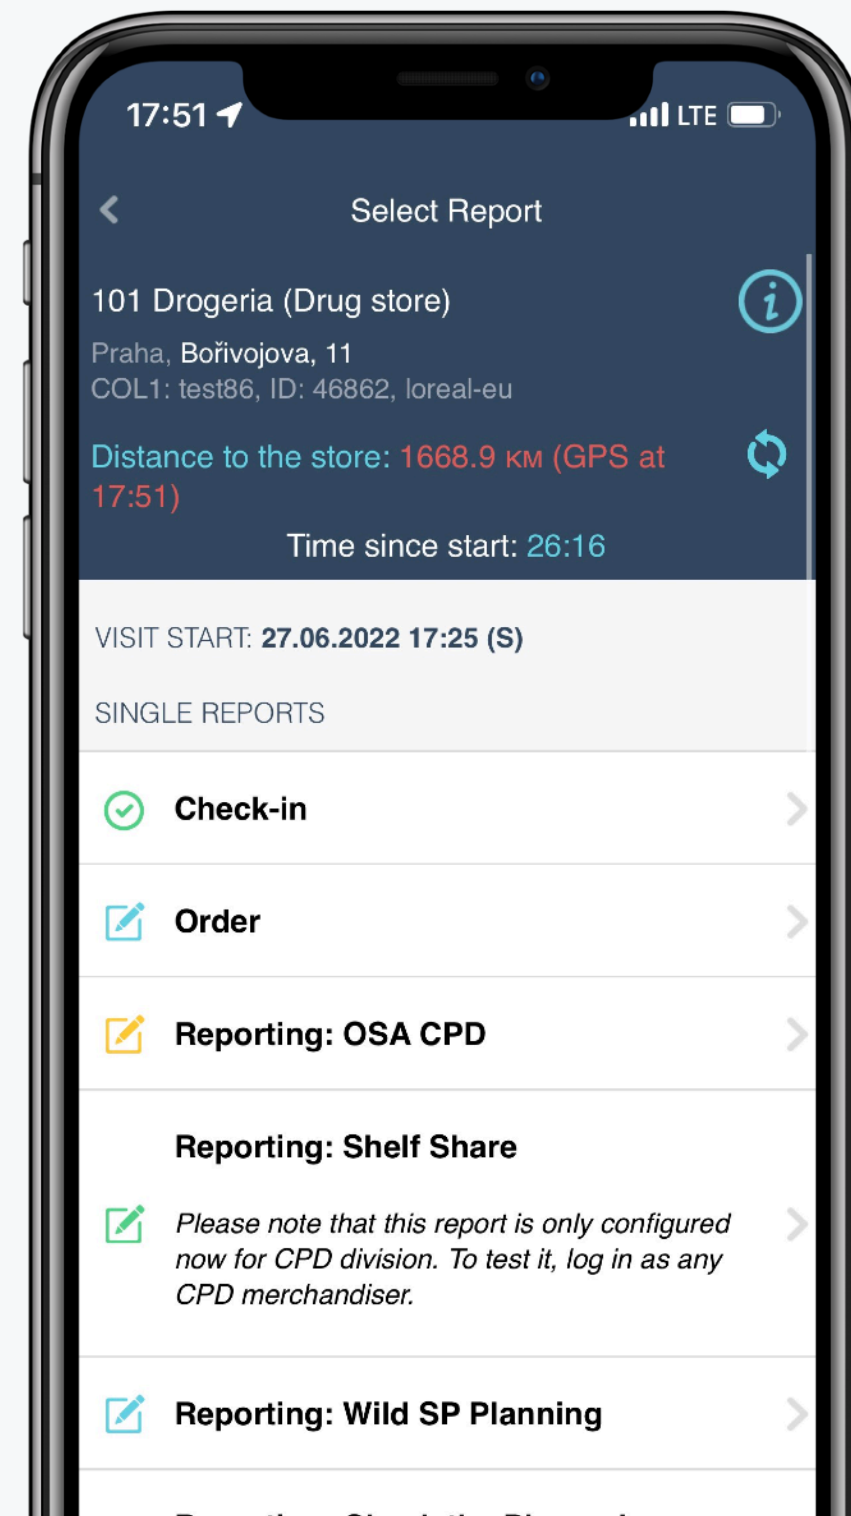 17:51 LTE
Select Report
101 Drogeria (Drug store)
Praha, Bořivojova, 11
COL1: test86, ID: 46862, loreal-eu
Distance to the store: 1668.9 км (GPS at
17:51)
Time since start: 26:16
VISIT START: 27.06.2022 17:25 (S)
SINGLE REPORTS
Check-in
Order
Reporting: OSA CPD
Reporting: Shelf Share
Please note that this report is only configured
now for CPD division. To test it, log in as any
CPD merchandiser.
Reporting: Wild SP Planning